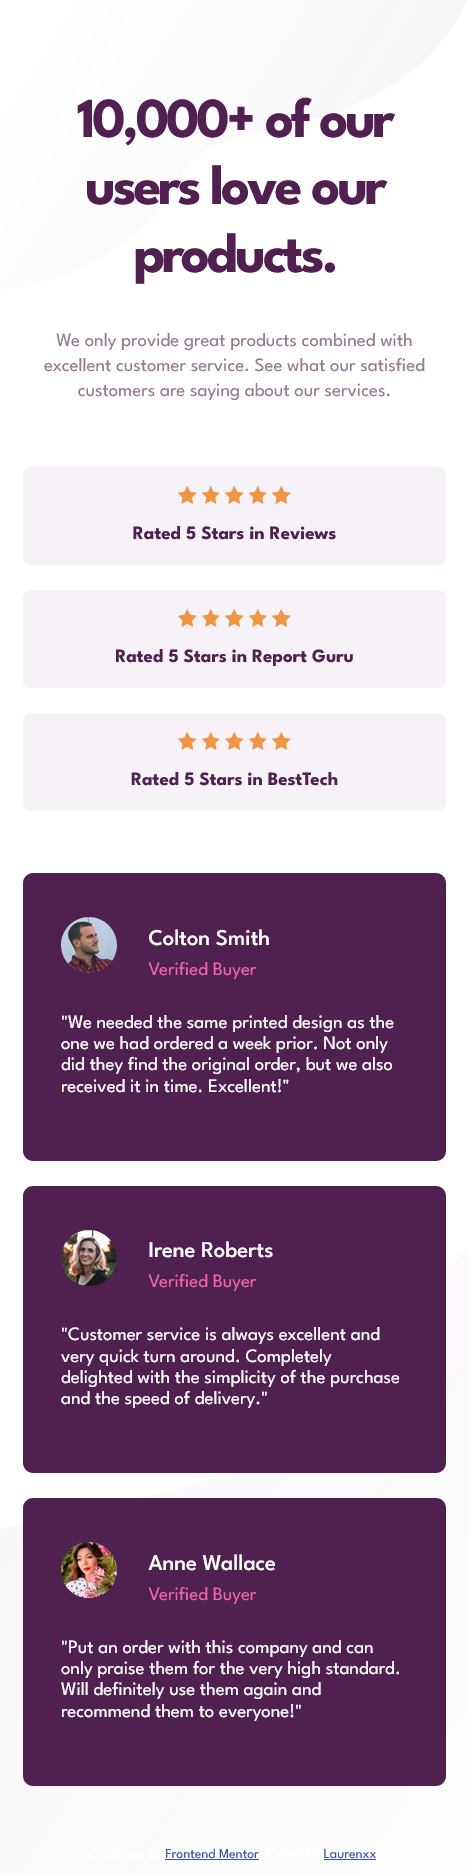 10,000+ of our
users love our
products.
We only provide great products combined with
excellent customer service. See what our satisfied
customers are saying about our services.
Rated 5 Stars in Reviews
Rated 5 Stars in Report Guru
Rated 5 Stars in BestTech
Colton Smith
Verified Buyer
"We needed the same printed design as the
one we had ordered a week prior. Not only
did they find the original order, but we also
received it in time. Excellent!"
Irene Roberts
Verified Buyer
"Customer service is always excellent and
very quick turn around. Completely
delighted with the simplicity of the purchase
and the speed of delivery."
Anne Wallace
Verified Buyer
"Put an order with this company and can
only praise them for the very high standard.
Will definitely use them again and
recommend them to everyone!"
Frontend Mentor Laurenxx